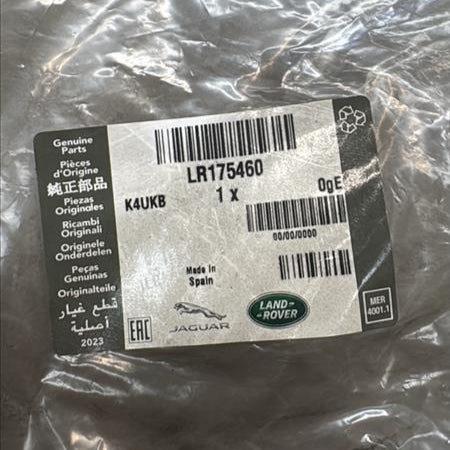 Genuine
Parts
Pièces
d'Origine
純正部品
Piezas
Originales
Ricambi
Originali
Originele
Onderdelen
Peças
Genuinas
Originalteile
قطع غيار
أصلية
2023
LR175460
K4UKB
1 x
0gE
00/00/0000
Made In
Spain
EAC
JAGUAR
LAND
ROVER
MER
4001.1